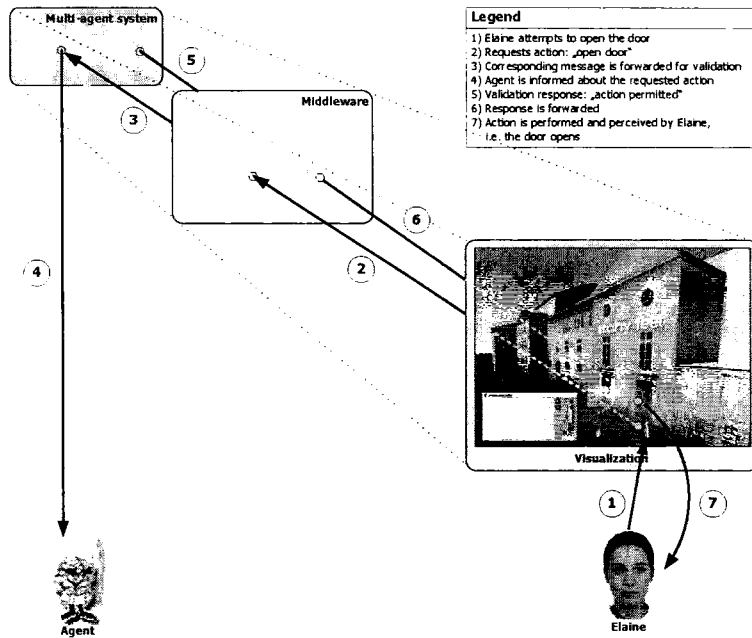 Multi-agent system
Legend
1) Elaine attempts to open the door
2) Requests action: „open door“
3) Corresponding message is forwarded for validation
4) Agent is informed about the requested action
5) Validation response: „action permitted“
6) Response is forwarded
7) Action is performed and perceived by Elaine,
i.e. the door opens
5
Middleware
3
6
2
4
Visualization
1
7
Agent
Elaine